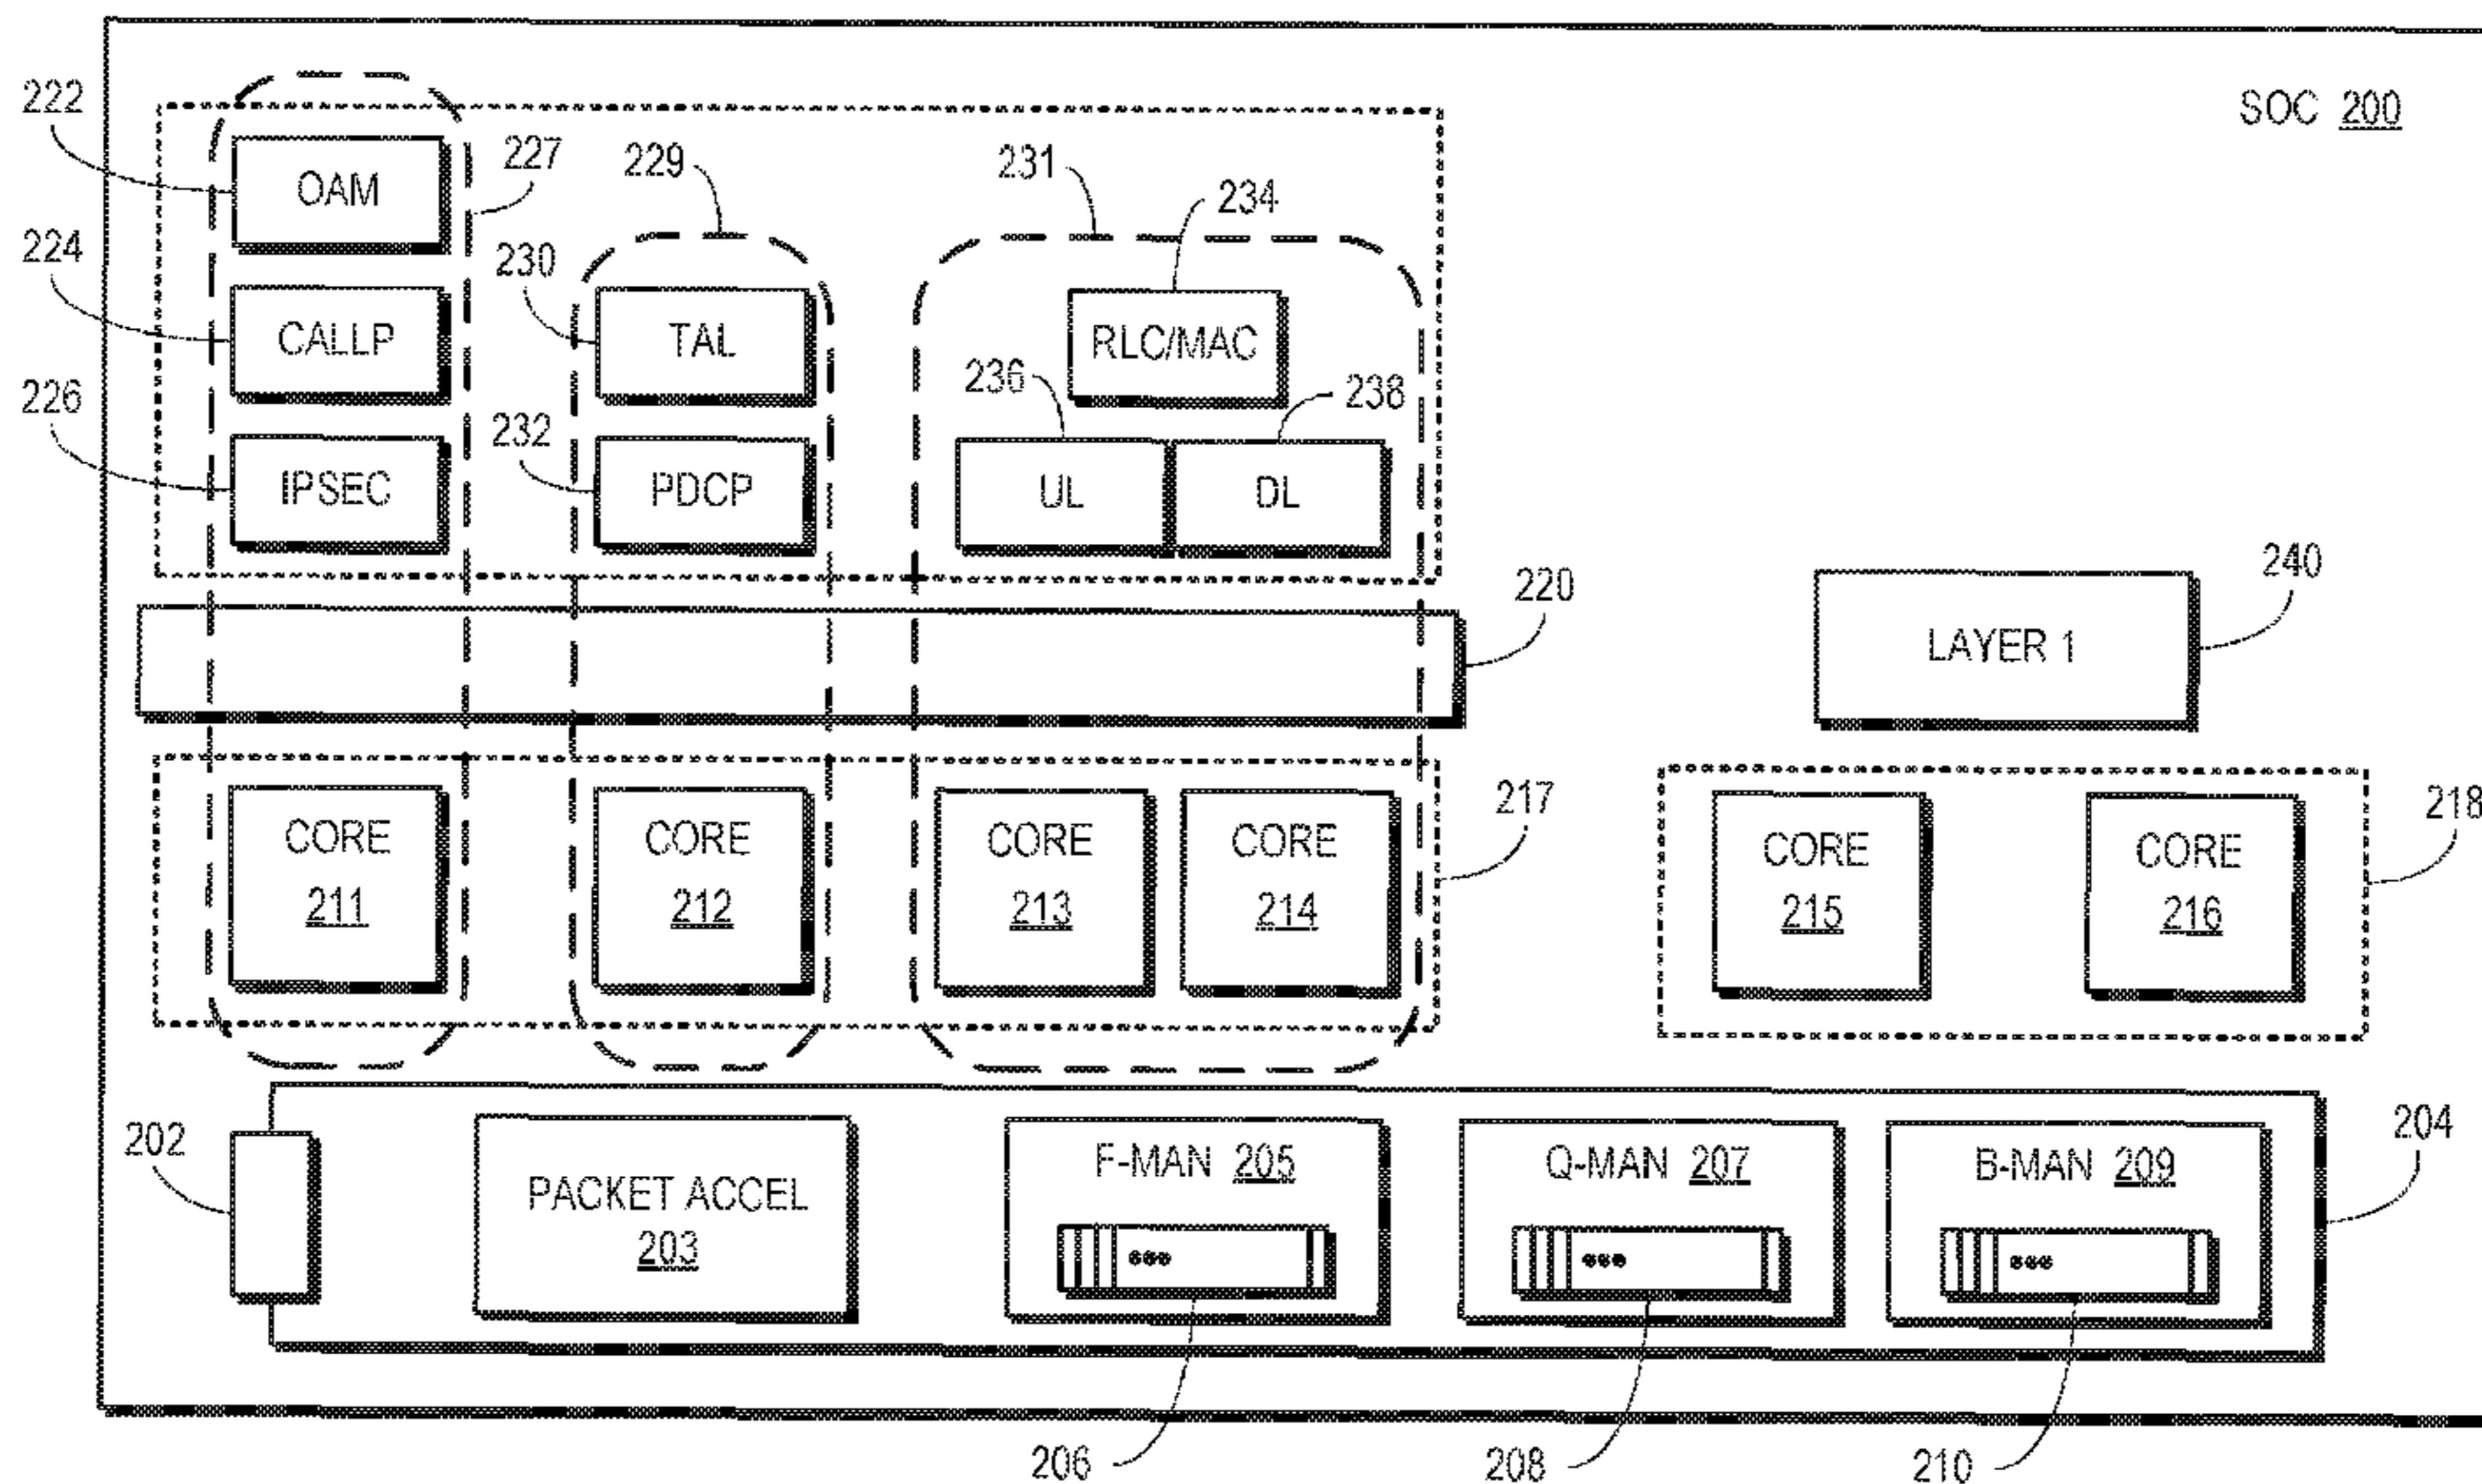 SOC 200
222
OAM
227
229
231
234
224
230
CALLP
TAL
RLC/MAC
226
236
238
232
IPSEC
PDCP
UL
DL
220
240
LAYER 1
217
218
CORE
211
CORE
212
CORE
213
CORE
214
CORE
215
CORE
216
202
204
PACKET ACCEL
203
F-MAN 205
Q-MAN 207
B-MAN 209
206
208
210